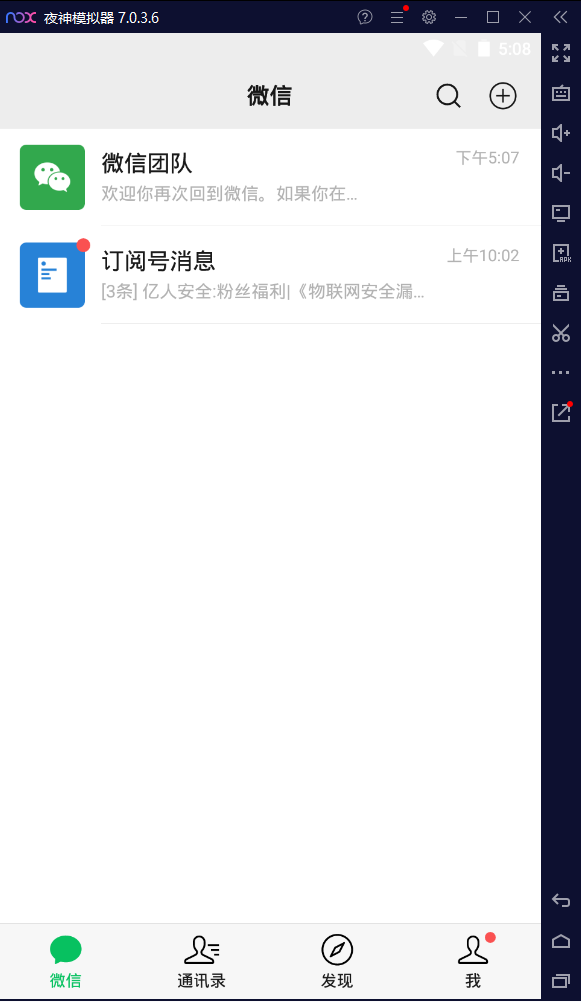 nox 夜神模拟器 7.0.3.6
5:08
微信
微信团队 下午5:07
欢迎你再次回到微信。如果你在...
订阅号消息 上午10:02
[3条] 亿人安全:粉丝福利|《物联网安全漏...
APK
微信 通讯录 发现 我